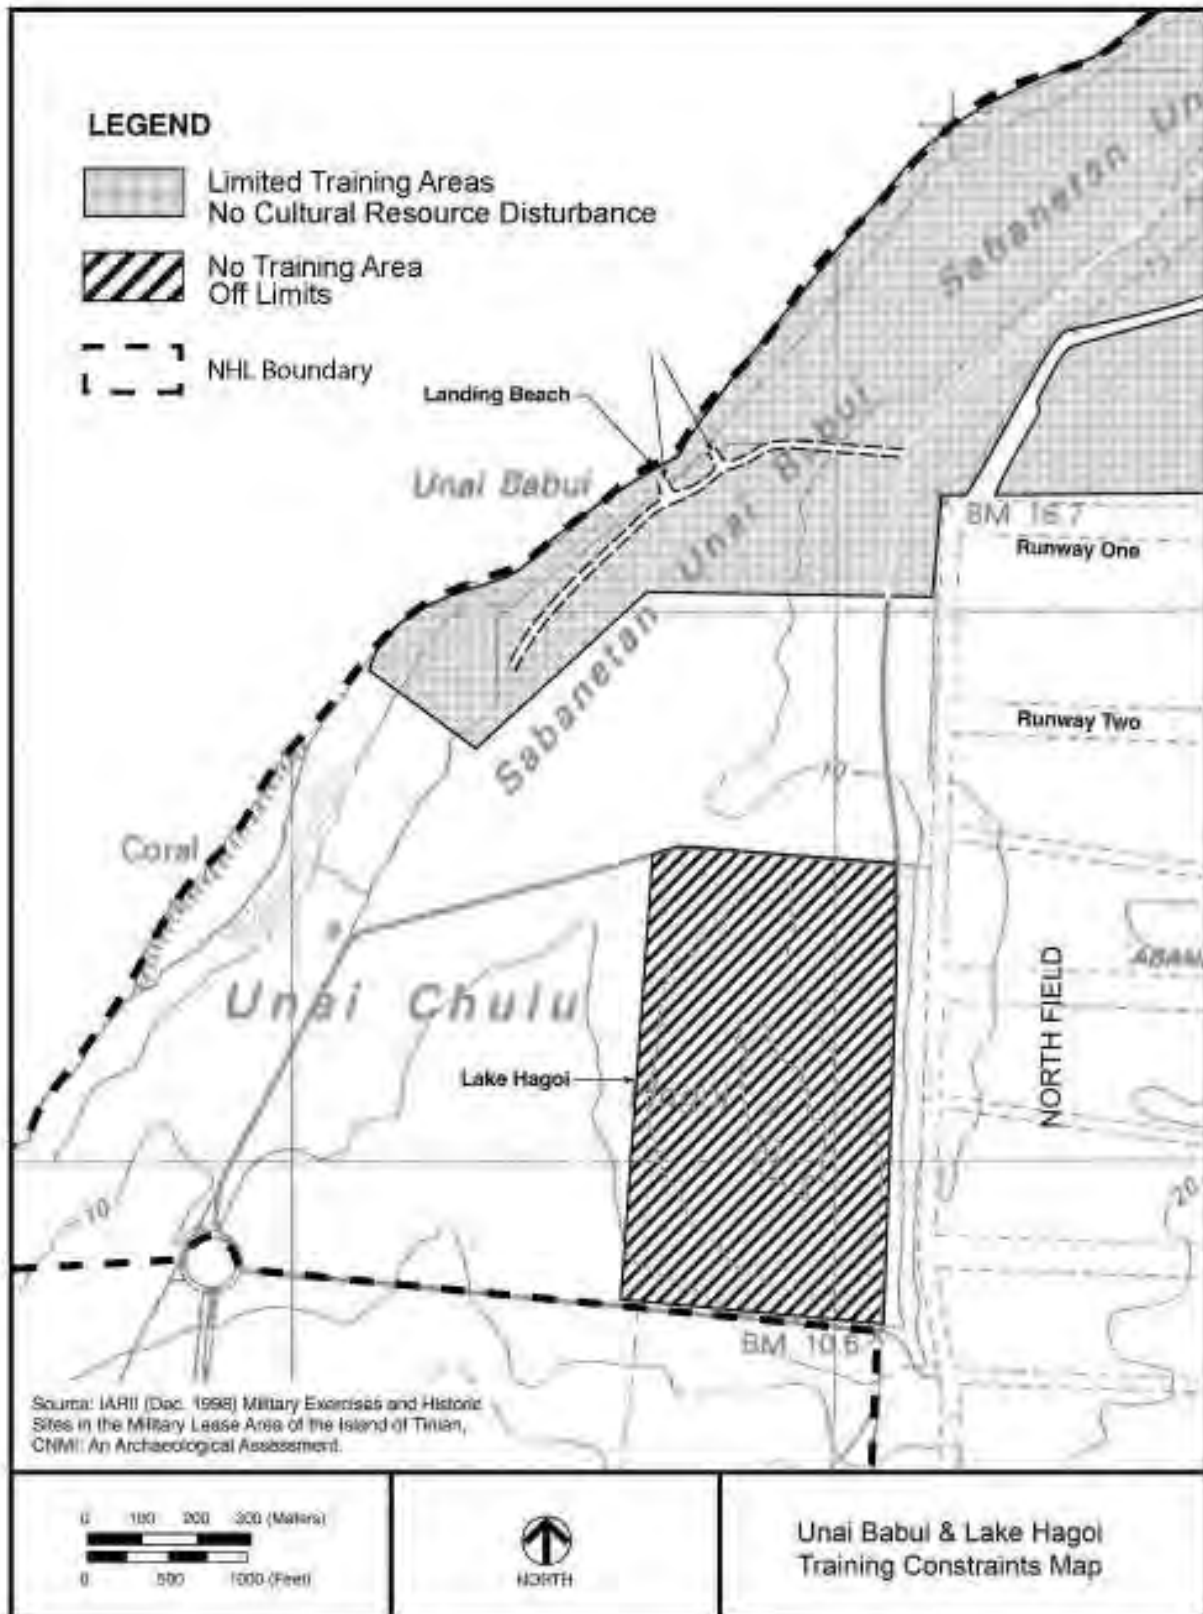 LEGEND
Limited Training Areas
No Cultural Resource Disturbance
No Training Area
Off Limits
NHL Boundary
Landing Beach
Unai Babui
Sabanetan Un
15
Sabanetan Unai Babui
BM 16.7
Runway One
Runway Two
10
Coral
Unai Chulu
Lake Hagoi
NORTH FIELD
ABAN
10
20
BM 10.6
Source: IARII (Dec. 1998) Military Exercises and Historic
Sites in the Military Lease Area of the Island of Tinian,
CNMI: An Archaeological Assessment.
0 100 200 300 (Meters)
0 500 1000 (Feet)
NORTH
Unai Babui & Lake Hagoi
Training Constraints Map